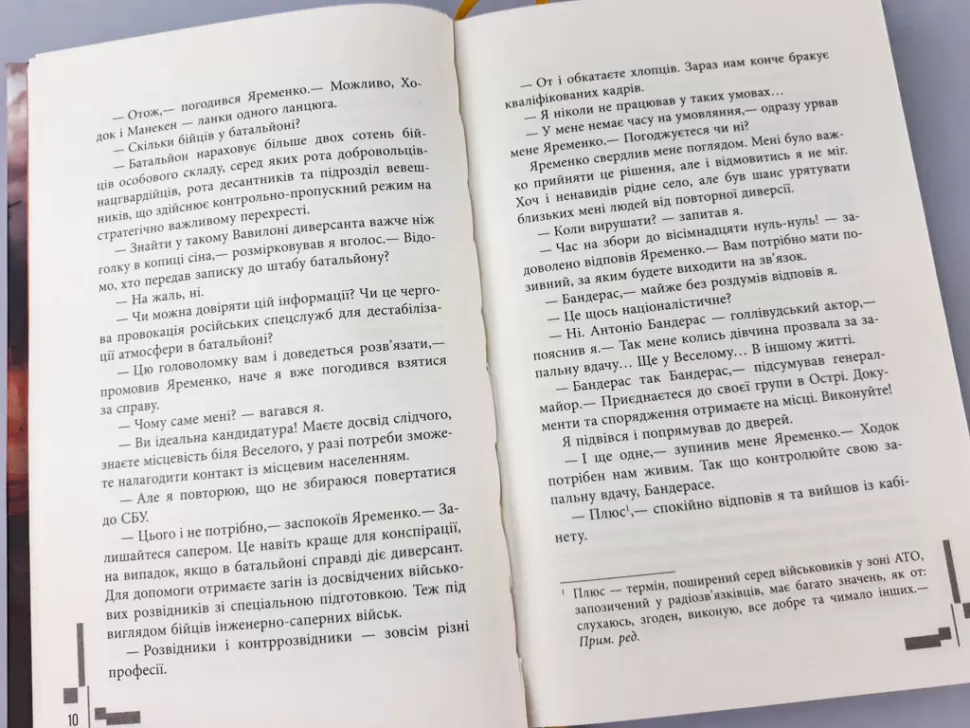 — Отож,— погодився Яременко.— Можливо, Хо-
док і Манекен — ланки одного ланцюга.
— Скільки бійців у батальйоні?
— Батальйон нараховує більше двох сотень бій-
ців особового складу, серед яких рота добровольців-
нацгвардійців, рота десантників та підрозділ вевеш-
ників, що здійснює контрольно-пропускний режим на
стратегічно важливому перехресті.
— Знайти у такому Вавилоні диверсанта важче ніж
голку в копиці сіна,— розмірковував я вголос.— Відо-
мо, хто передав записку до штабу батальйону?
— На жаль, ні.
— Чи можна довіряти цій інформації? Чи це черго-
ва провокація російських спецслужб для дестабіліза-
ції атмосфери в батальйоні?
— Цю головоломку вам і доведеться розв’язати,—
промовив Яременко, наче я вже погодився взятися
за справу.
— Чому саме мені? — вагався я.
— Ви ідеальна кандидатура! Маєте досвід слідчого,
знаєте місцевість біля Веселого, у разі потреби зможе-
те налагодити контакт із місцевим населенням.
— Але я повторюю, що не збираюся повертатися
до СБУ.
— Цього і не потрібно,— заспокоїв Яременко.— За-
лишайтеся сапером. Це навіть краще для конспірації,
на випадок, якщо в батальйоні справді діє диверсант.
Для допомоги отримаєте загін із досвідчених військо-
вих розвідників зі спеціальною підготовкою. Теж під
виглядом бійців інженерно-саперних військ.
— Розвідники і контррозвідники — зовсім різні
професії.
10
— От і обкатаєте хлопців. Зараз нам конче бракує
кваліфікованих кадрів.
— Я ніколи не працював у таких умовах…
— У мене немає часу на умовляння,— одразу урвав
мене Яременко.— Погоджуєтеся чи ні?
Яременко свердлив мене поглядом. Мені було важ-
ко прийняти це рішення, але і відмовитись я не міг.
Хоч і ненавидів рідне село, але був шанс урятувати
близьких мені людей від повторної диверсії.
— Коли вирушати? — запитав я.
— Час на збори до вісімнадцяти нуль-нуль! — за-
доволено відповів Яременко.— Вам потрібно мати по-
зивний, за яким будете виходити на зв’язок.
— Бандерас,— майже без роздумів відповів я.
— Це щось націоналістичне?
— Ні. Антоніо Бандерас — голлівудський актор,—
пояснив я.— Так мене колись дівчина прозвала за за-
пальну вдачу… Ще у Веселому… В іншому житті.
— Бандерас так Бандерас,— підсумував генерал-
майор.— Приєднаєтеся до своєї групи в Острі. Доку-
менти та спорядження отримаєте на місці. Виконуйте!
Я підвівся і попрямував до дверей.
— І ще одне,— зупинив мене Яременко.— Ходок
потрібен нам живим. Так що контролюйте свою за-
пальну вдачу, Бандерасе.
— Плюс¹,— спокійно відповів я та вийшов із кабі-
нету.
¹ Плюс — термін, поширений серед військовиків у зоні АТО,
запозичений у радіозв’язківців, має багато значень, як от:
слухаюсь, згоден, виконую, все добре та чимало інших.—
Прим. ред.